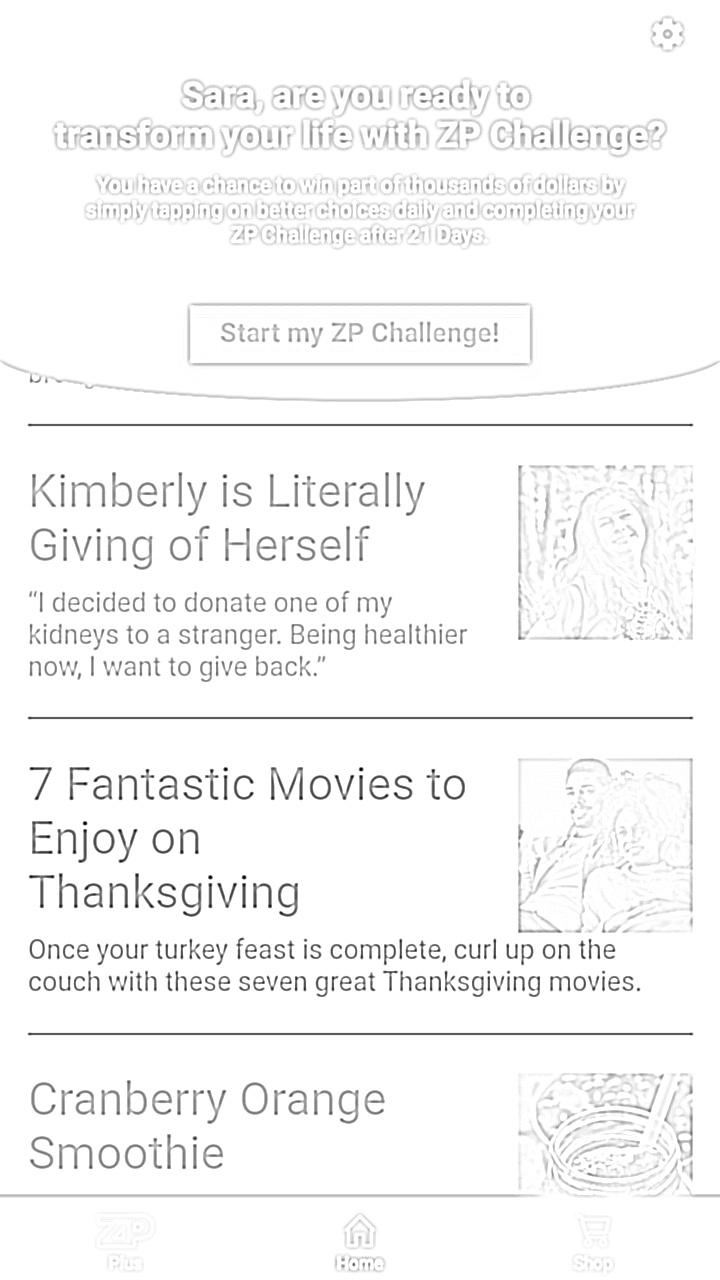 Sara, are you ready to
transform your life with ZP Challenge?
You have a chance to win part of thousands of dollars by
simply tapping on better choices daily and completing your
ZP Challenge after 21 Days.
Start my ZP Challenge!
Kimberly is Literally
Giving of Herself
“I decided to donate one of my
kidneys to a stranger. Being healthier
now, I want to give back.”
7 Fantastic Movies to
Enjoy on
Thanksgiving
Once your turkey feast is complete, curl up on the
couch with these seven great Thanksgiving movies.
Cranberry Orange
Smoothie
Plus
Home
Shop